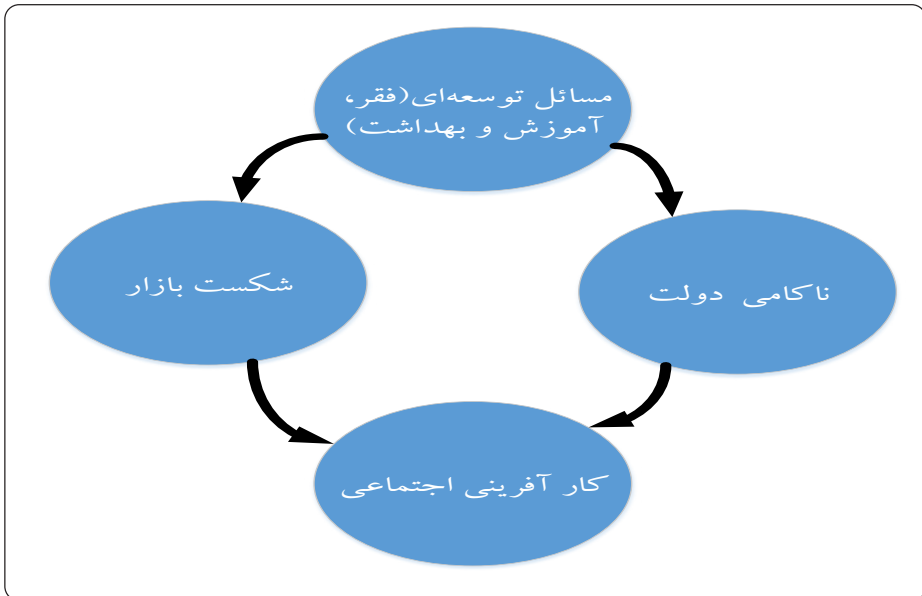 مسائل توسعه‌ای(فقر،
آموزش و بهداشت)
ناکامی دولت
شکست بازار
کار آفرینی اجتماعی